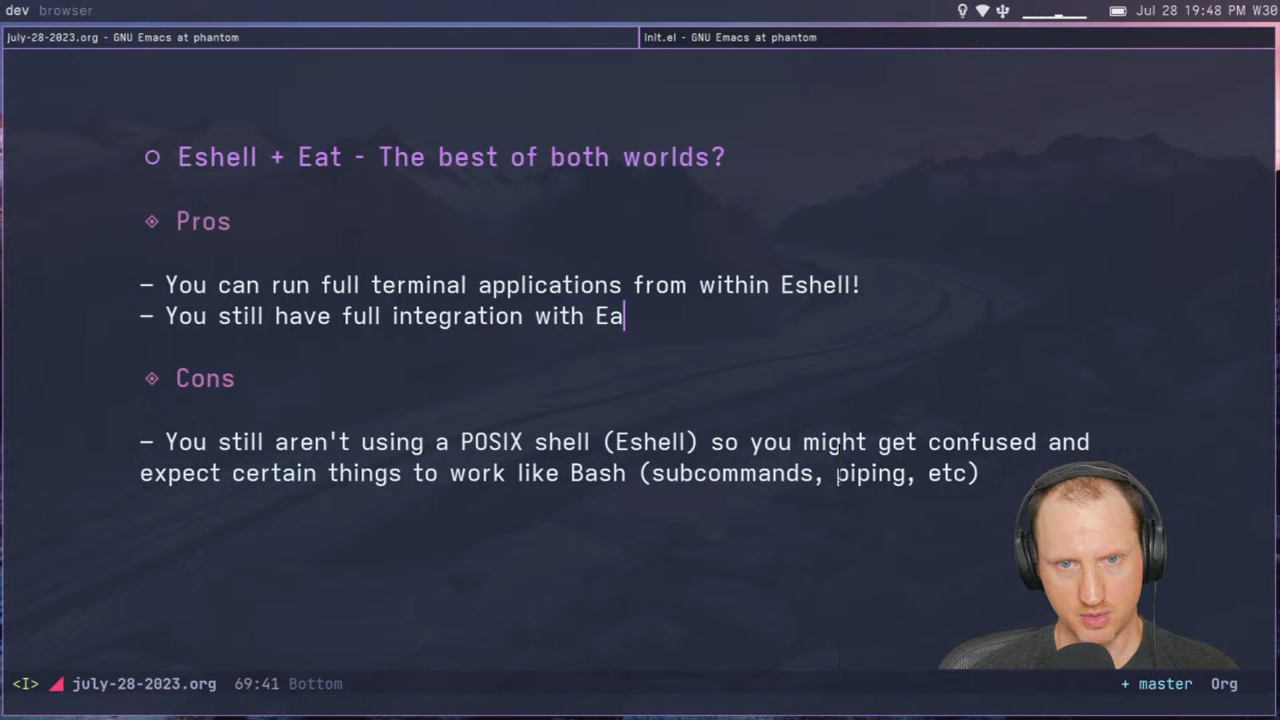 dev browser
Jul 28 19:48 PM W30
july-28-2023.org - GNU Emacs at phantom
init.el - GNU Emacs at phantom
Eshell + Eat - The best of both worlds?
Pros
- You can run full terminal applications from within Eshell!
- You still have full integration with Ea
Cons
- You still aren't using a POSIX shell (Eshell) so you might get confused and
expect certain things to work like Bash (subcommands, piping, etc)
<I> july-28-2023.org 69:41 Bottom
+ master Org